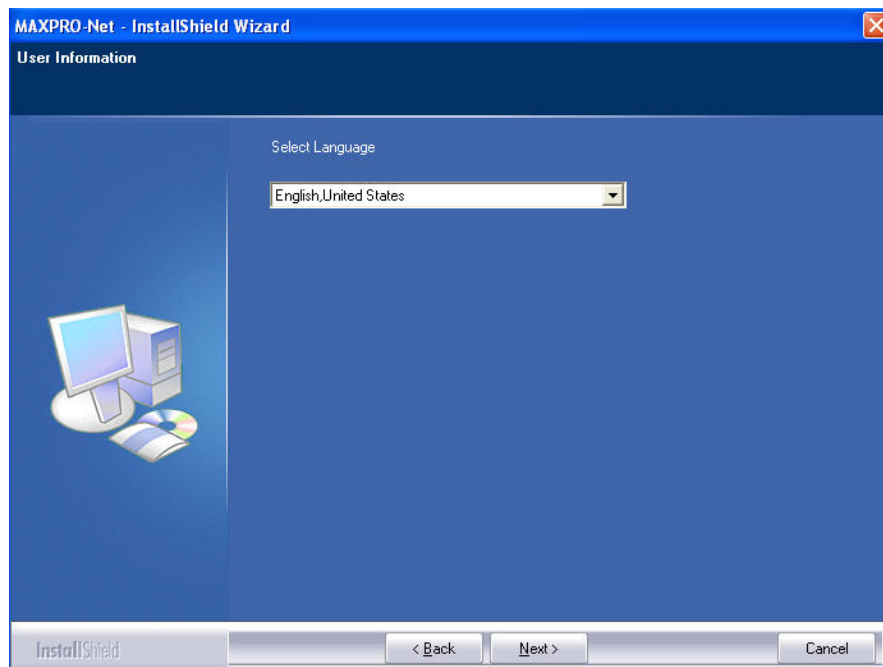 MAXPRO-Net - InstallShield Wizard
User Information
Select Language
English,United States
InstallShield
< Back
Next >
Cancel